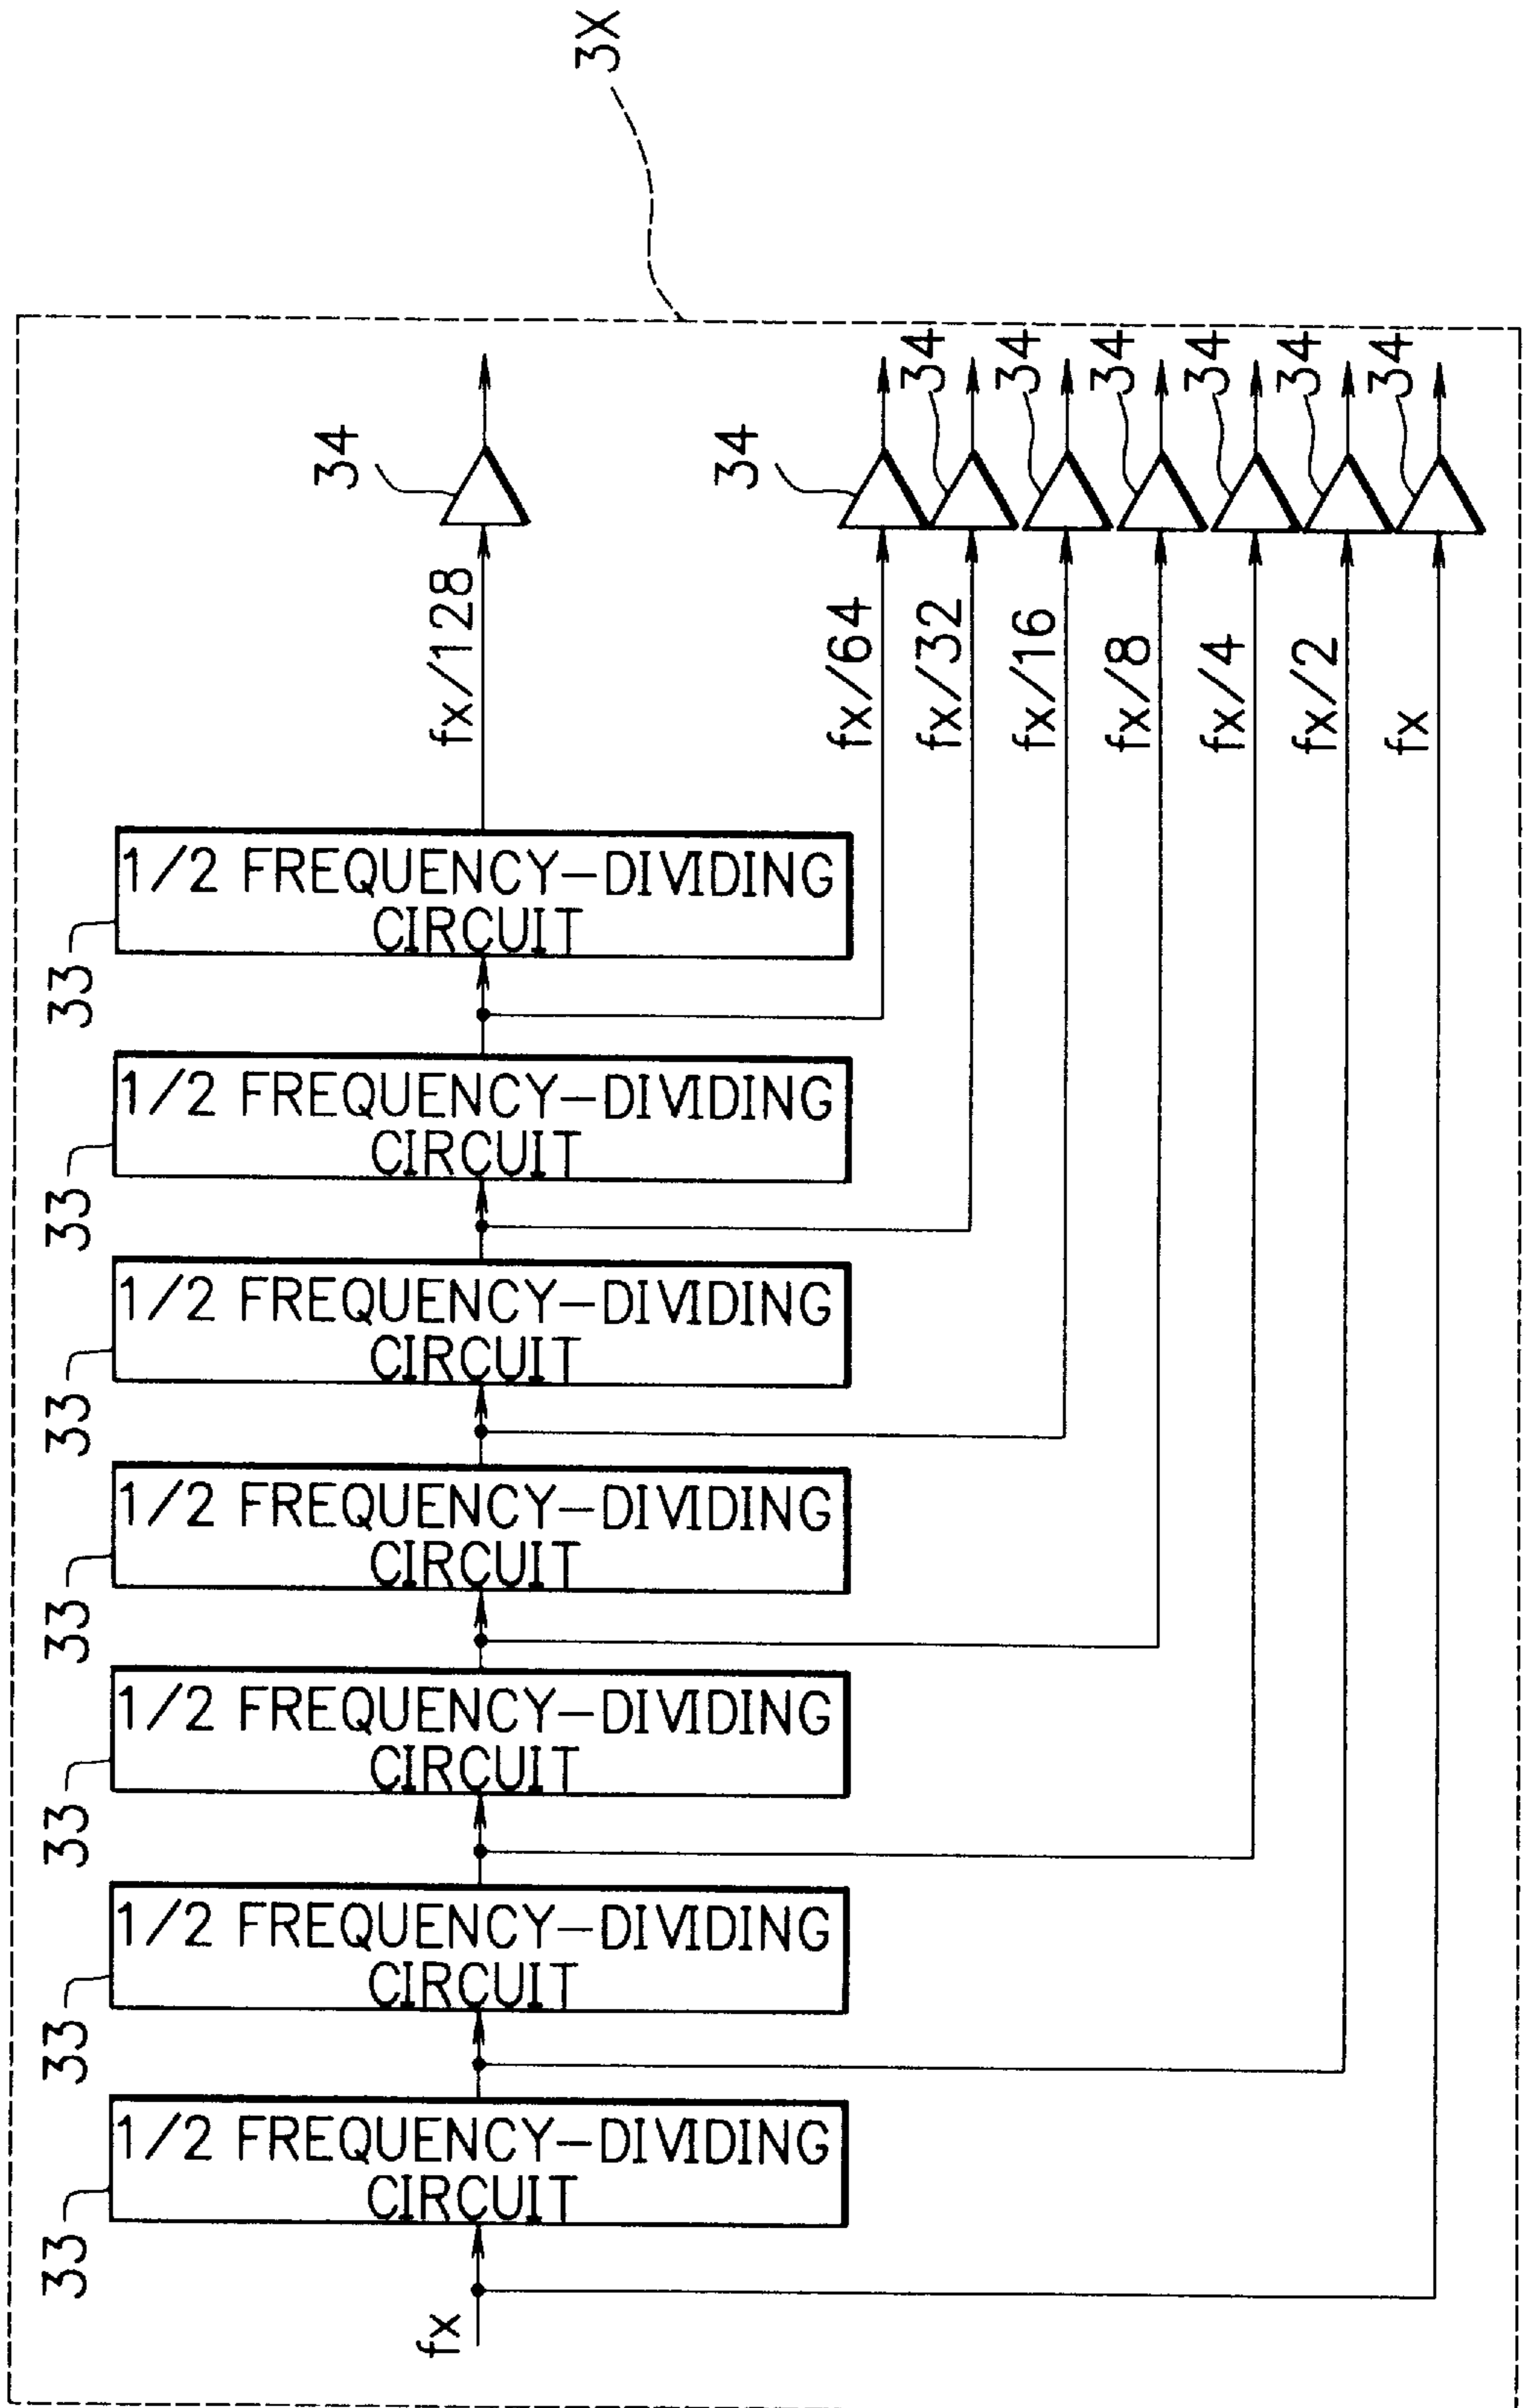 3X
34
fx/128
1/2 FREQUENCY-DIVIDING
CIRCUIT
33
34
fx/64
34
fx/32
34
fx/16
34
fx/8
34
fx/4
34
fx/2
34
fx
1/2 FREQUENCY-DIVIDING
CIRCUIT
33
1/2 FREQUENCY-DIVIDING
CIRCUIT
33
1/2 FREQUENCY-DIVIDING
CIRCUIT
33
1/2 FREQUENCY-DIVIDING
CIRCUIT
33
1/2 FREQUENCY-DIVIDING
CIRCUIT
33
1/2 FREQUENCY-DIVIDING
CIRCUIT
33
fx